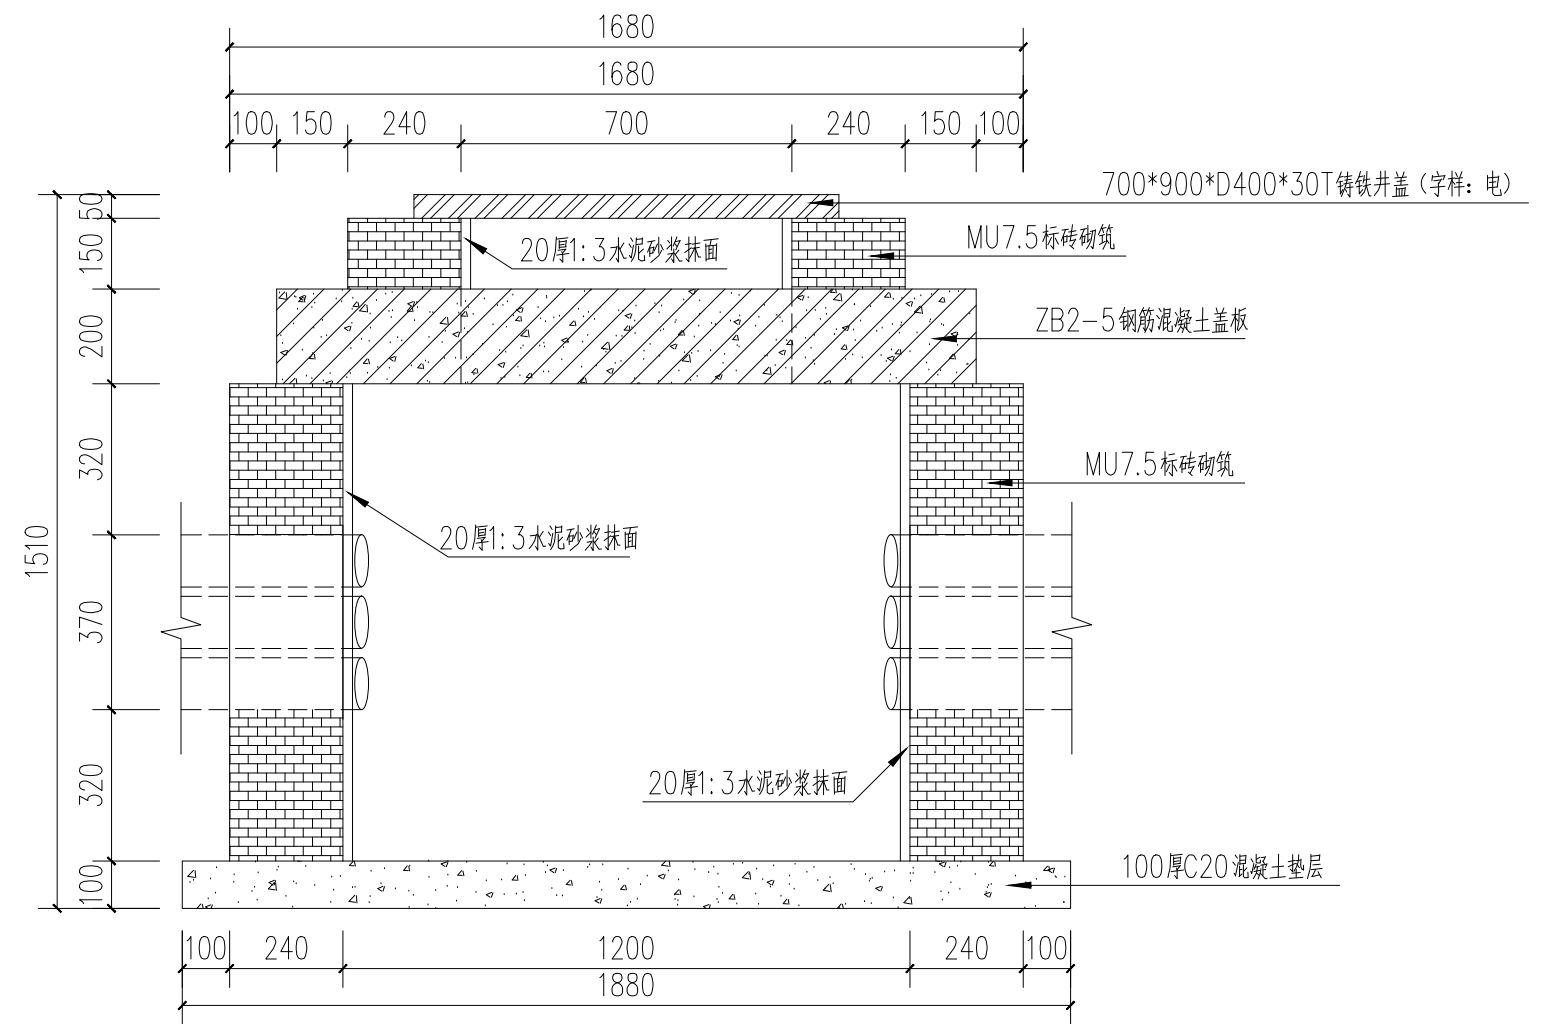 1680
1680
100 150 240 700 240 150 100
700*900*D400*30T铸铁井盖（字样：电）
50
150
200
320
370
320
100
1510
20厚1:3水泥砂浆抹面
MU7.5标砖砌筑
ZB2-5钢筋混凝土盖板
MU7.5标砖砌筑
20厚1:3水泥砂浆抹面
20厚1:3水泥砂浆抹面
100厚C20混凝土垫层
100 240 1200 240 100
1880